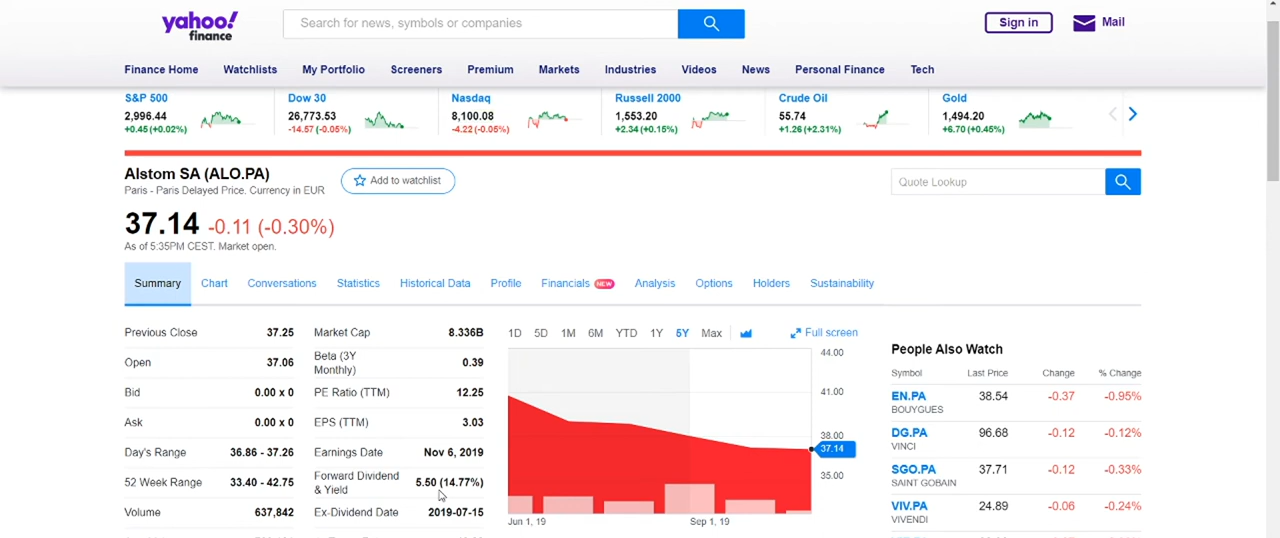 yahoo!
finance
Search for news, symbols or companies
Sign in
Mail
Finance Home Watchlists My Portfolio Screeners Premium Markets Industries Videos News Personal Finance Tech
S&P 500
2,996.44
+0.45 (+0.02%)
Dow 30
26,773.53
-14.57 (-0.05%)
Nasdaq
8,100.08
-4.22 (-0.05%)
Russell 2000
1,553.20
+2.34 (+0.15%)
Crude Oil
55.74
+1.26 (+2.31%)
Gold
1,494.20
+6.70 (+0.45%)
Alstom SA (ALO.PA)
Paris - Paris Delayed Price. Currency in EUR
Add to watchlist
Quote Lookup
37.14 -0.11 (-0.30%)
As of 5:35PM CEST. Market open.
Summary Chart Conversations Statistics Historical Data Profile Financials NEW Analysis Options Holders Sustainability
Previous Close 37.25
Open 37.06
Bid 0.00 x 0
Ask 0.00 x 0
Day's Range 36.86 - 37.26
52 Week Range 33.40 - 42.75
Volume 637,842
Market Cap 8.336B
Beta (3Y
Monthly) 0.39
PE Ratio (TTM) 12.25
EPS (TTM) 3.03
Earnings Date Nov 6, 2019
Forward Dividend
& Yield 5.50 (14.77%)
Ex-Dividend Date 2019-07-15
1D 5D 1M 6M YTD 1Y 5Y Max
Full screen
44.00
41.00
38.00
37.14
35.00
Jun 1, 19 Sep 1, 19
People Also Watch
Symbol Last Price Change % Change
EN.PA 38.54 -0.37 -0.95%
BOUYGUES
DG.PA 96.68 -0.12 -0.12%
VINCI
SGO.PA 37.71 -0.12 -0.33%
SAINT GOBAIN
VIV.PA 24.89 -0.06 -0.24%
VIVENDI